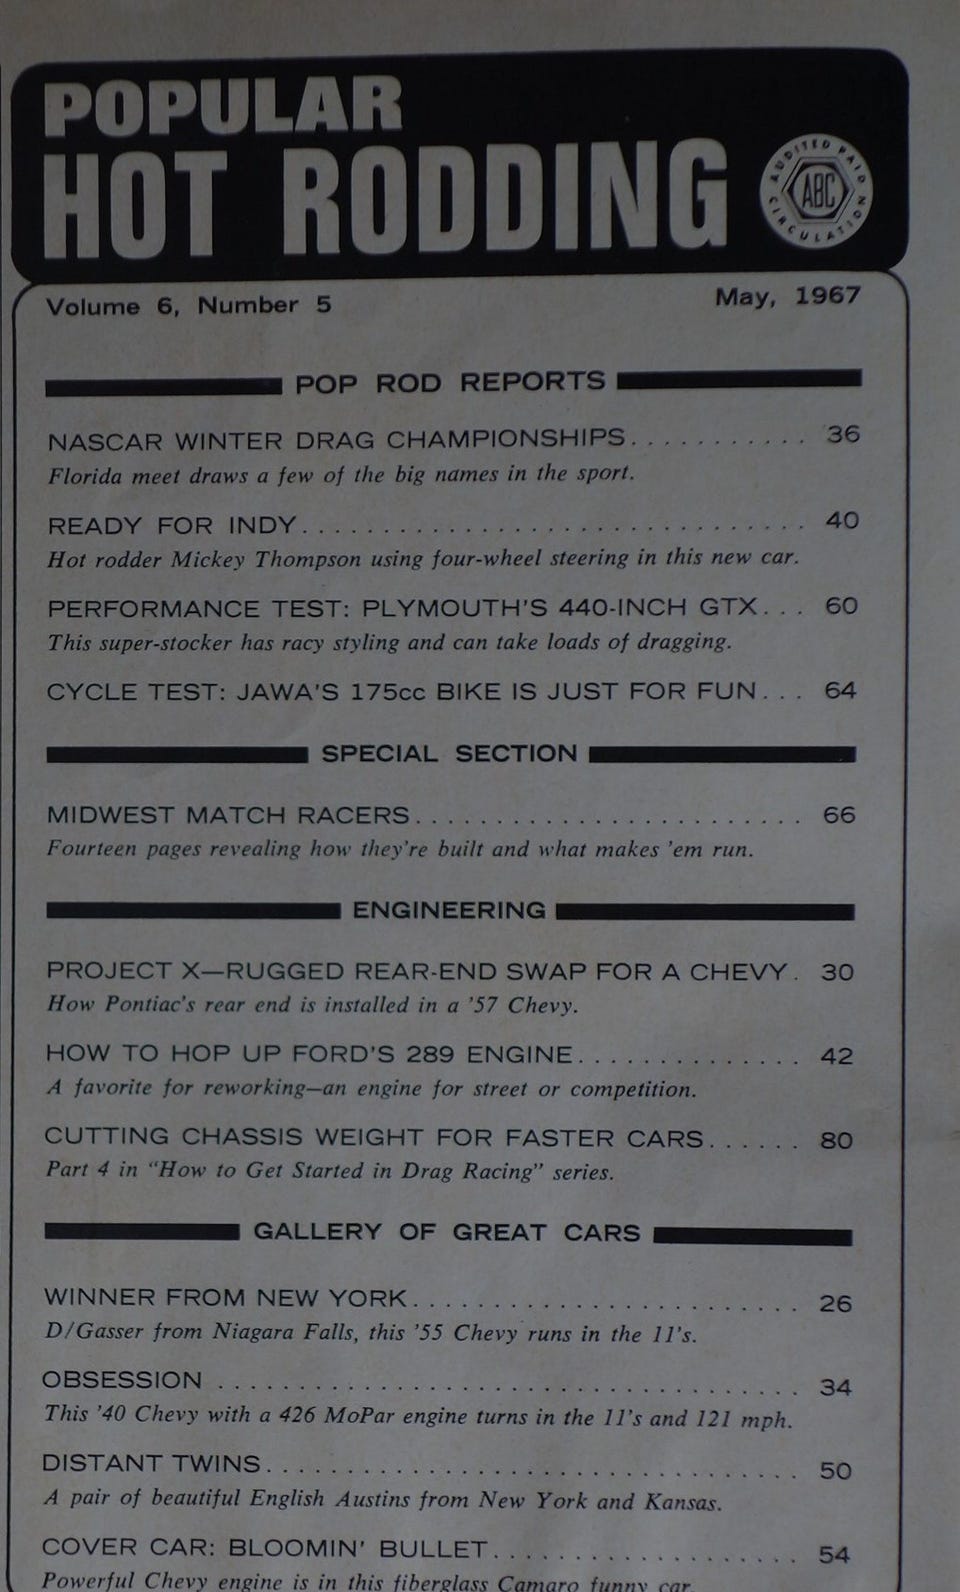 POPULAR
HOT RODDING
AUDITED PAID CIRCULATION
ABC
Volume 6, Number 5
May, 1967
POP ROD REPORTS
NASCAR WINTER DRAG CHAMPIONSHIPS........... 36
Florida meet draws a few of the big names in the sport.
READY FOR INDY................................ 40
Hot rodder Mickey Thompson using four-wheel steering in this new car.
PERFORMANCE TEST: PLYMOUTH'S 440-INCH GTX... 60
This super-stocker has racy styling and can take loads of dragging.
CYCLE TEST: JAWA'S 175cc BIKE IS JUST FOR FUN... 64
SPECIAL SECTION
MIDWEST MATCH RACERS........................ 66
Fourteen pages revealing how they're built and what makes 'em run.
ENGINEERING
PROJECT X—RUGGED REAR-END SWAP FOR A CHEVY. 30
How Pontiac's rear end is installed in a '57 Chevy.
HOW TO HOP UP FORD'S 289 ENGINE.............. 42
A favorite for reworking—an engine for street or competition.
CUTTING CHASSIS WEIGHT FOR FASTER CARS...... 80
Part 4 in "How to Get Started in Drag Racing" series.
GALLERY OF GREAT CARS
WINNER FROM NEW YORK........................ 26
D/Gasser from Niagara Falls, this '55 Chevy runs in the 11's.
OBSESSION .................................... 34
This '40 Chevy with a 426 MoPar engine turns in the 11's and 121 mph.
DISTANT TWINS................................. 50
A pair of beautiful English Austins from New York and Kansas.
COVER CAR: BLOOMIN' BULLET................... 54
Powerful Chevy engine is in this fiberglass Camaro funny car.